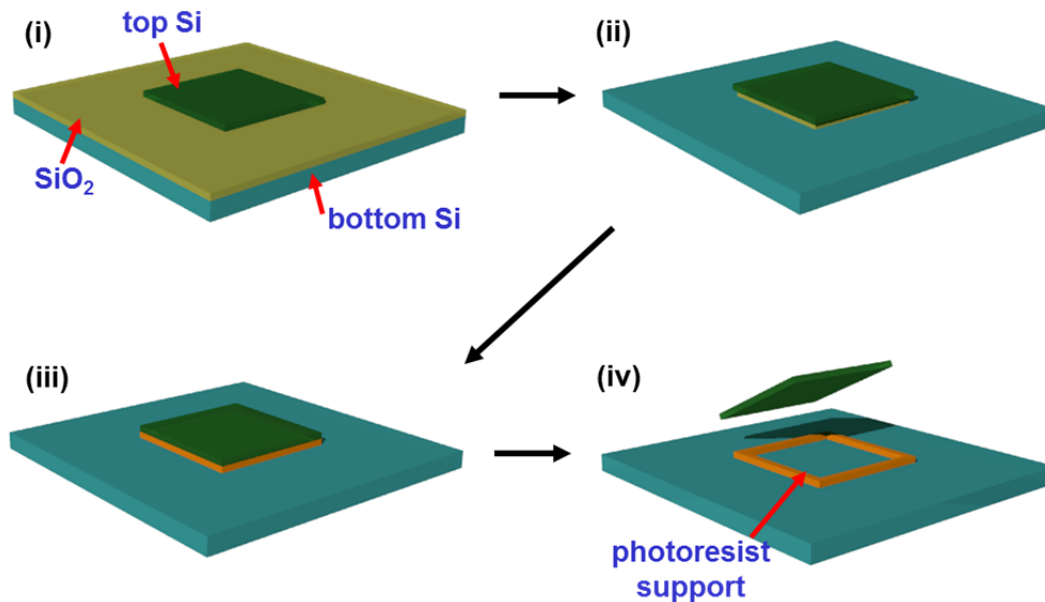 (i)
top Si
(ii)
SiO₂
bottom Si
(iii)
(iv)
photoresist
support